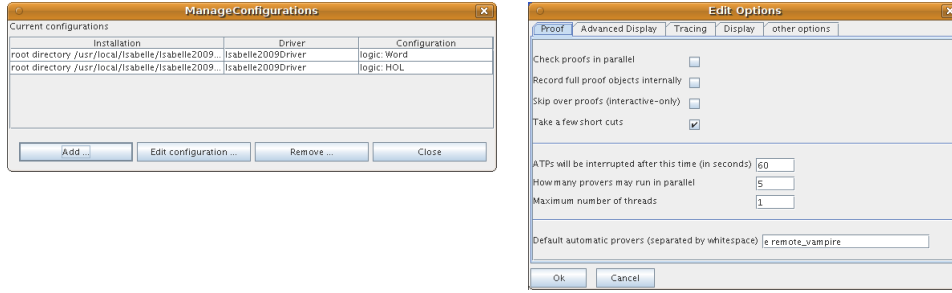 ManageConfigurations
Current configurations
Installation Driver Configuration
root directory /usr/local/Isabelle/Isabelle2009... Isabelle2009Driver logic: Word
root directory /usr/local/Isabelle/Isabelle2009... Isabelle2009Driver logic: HOL
Add ... Edit configuration ... Remove ... Close
Edit Options
Proof Advanced Display Tracing Display other options
Check proofs in parallel
Record full proof objects internally
Skip over proofs (interactive-only)
Take a few short cuts
ATPs will be interrupted after this time (in seconds) 60
How many provers may run in parallel 5
Maximum number of threads 1
Default automatic provers (separated by whitespace) e remote_vampire
Ok Cancel